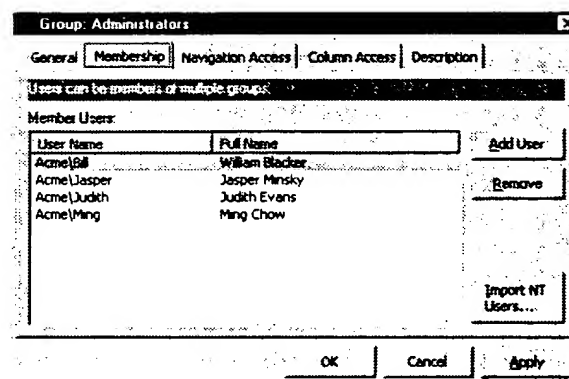 Group: Administrators
General Membership Navigation Access Column Access Description
Users can be members of multiple groups.
Member Users:
User Name Full Name
Acme\Bill William Blacker
Acme\Jasper Jasper Minsky
Acme\Judith Judith Evans
Acme\Ming Ming Chow
Add User
Remove
Import NT
Users...
OK Cancel Apply